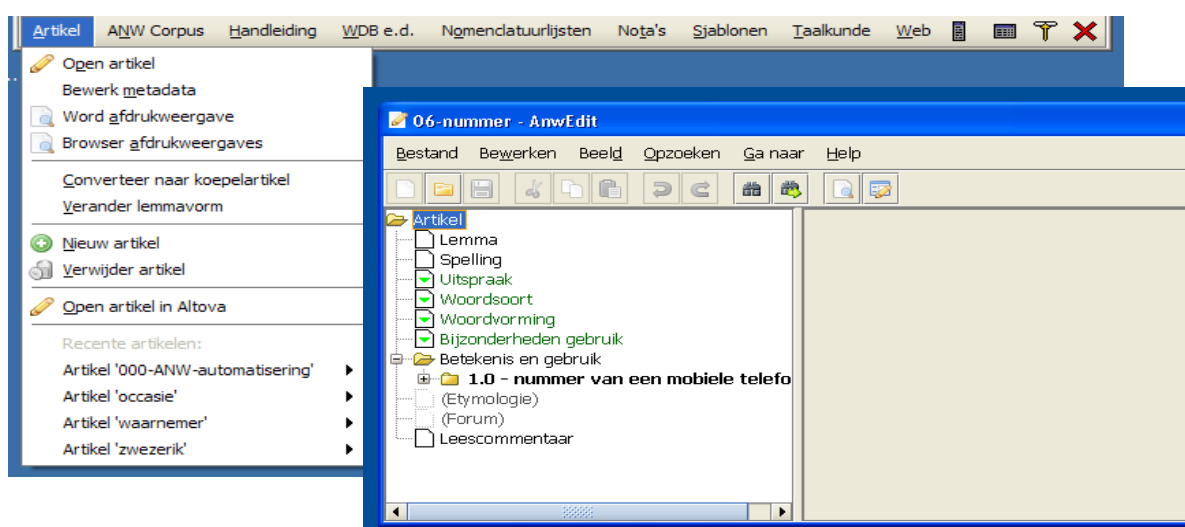 Artikel ANW Corpus Handleiding WDB e.d. Nomenclatuurlijsten Nota's Sjablonen Taalkunde Web
Open artikel
Bewerk metadata
Word afdrukweergave
Browser afdrukweergaves
Converteer naar koepelartikel
Verander lemmavorm
Nieuw artikel
Verwijder artikel
Open artikel in Altova
Recente artikelen:
Artikel '000-ANW-automatisering'
Artikel 'occasie'
Artikel 'waarnemer'
Artikel 'zwezerik'
06-nummer - AnwEdit
Bestand Bewerken Beeld Opzoeken Ga naar Help
Artikel
Lemma
Spelling
Uitspraak
Woordsoort
Woordvorming
Bijzonderheden gebruik
Betekenis en gebruik
1.0 - nummer van een mobiele telefo
(Etymologie)
(Forum)
Leescommentaar